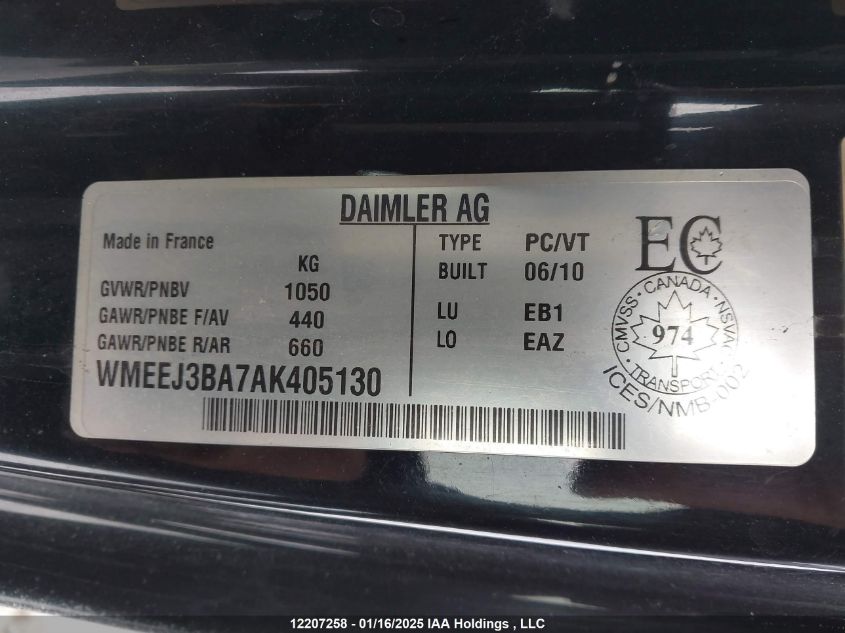 DAIMLER AG
Made in France
KG
GVWR/PNBV 1050
GAWR/PNBE F/AV 440
GAWR/PNBE R/AR 660
WMEEJ3BA7AK405130
TYPE PC/VT
BUILT 06/10
LU EB1
LO EAZ
EC
CMVSS · CANADA · NSVAC
974
TRANSPORT
ICES/NMB-002
12207258 - 01/16/2025 IAA Holdings , LLC